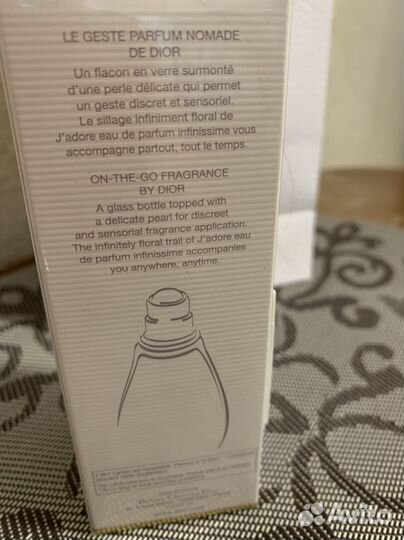 LE GESTE PARFUM NOMADE
DE DIOR
Un flacon en verre surmonté
d'une perle délicate qui permet
un geste discret et sensoriel.
Le sillage infiniment floral de
J'adore eau de parfum infinissime vous
accompagne partout, tout le temps.
ON-THE-GO FRAGRANCE
BY DIOR
A glass bottle topped with
a delicate pearl for discreet
and sensorial fragrance application.
The infinitely floral trail of J'adore eau
de parfum infinissime accompanies
you anywhere, anytime.
Avito